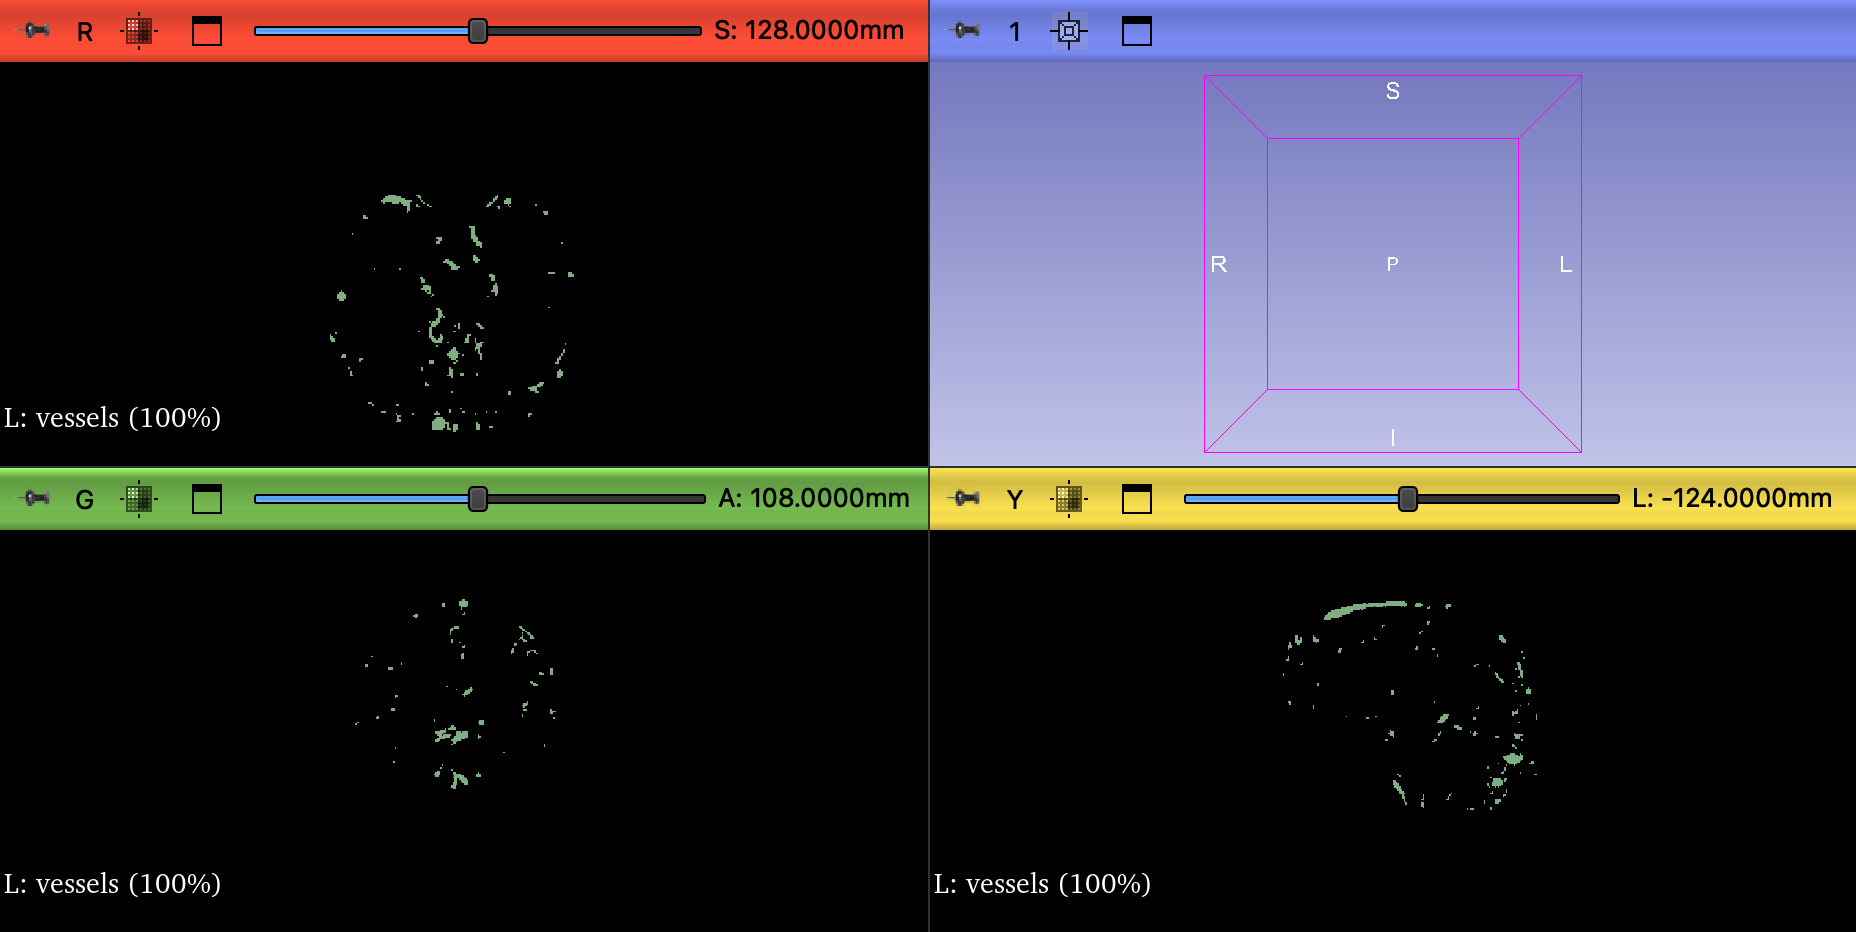 R S: 128.0000mm
1
S
R P L
I
L: vessels (100%)
G A: 108.0000mm
Y L: -124.0000mm
L: vessels (100%)
L: vessels (100%)